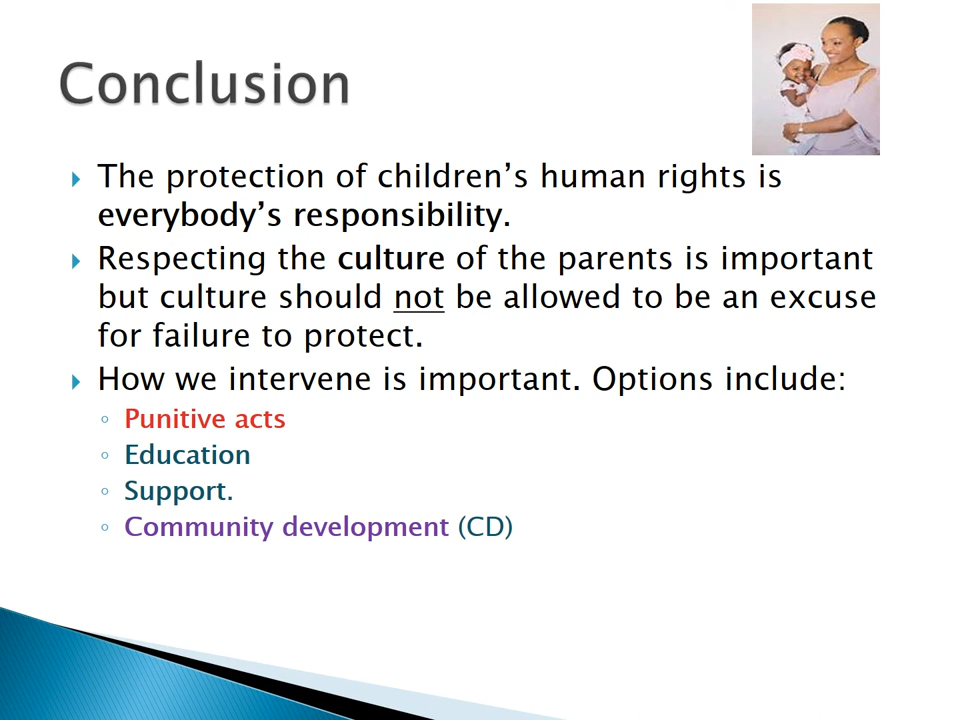 Conclusion
The protection of children’s human rights is
everybody’s responsibility.
Respecting the culture of the parents is important
but culture should not be allowed to be an excuse
for failure to protect.
How we intervene is important. Options include:
Punitive acts
Education
Support.
Community development (CD)